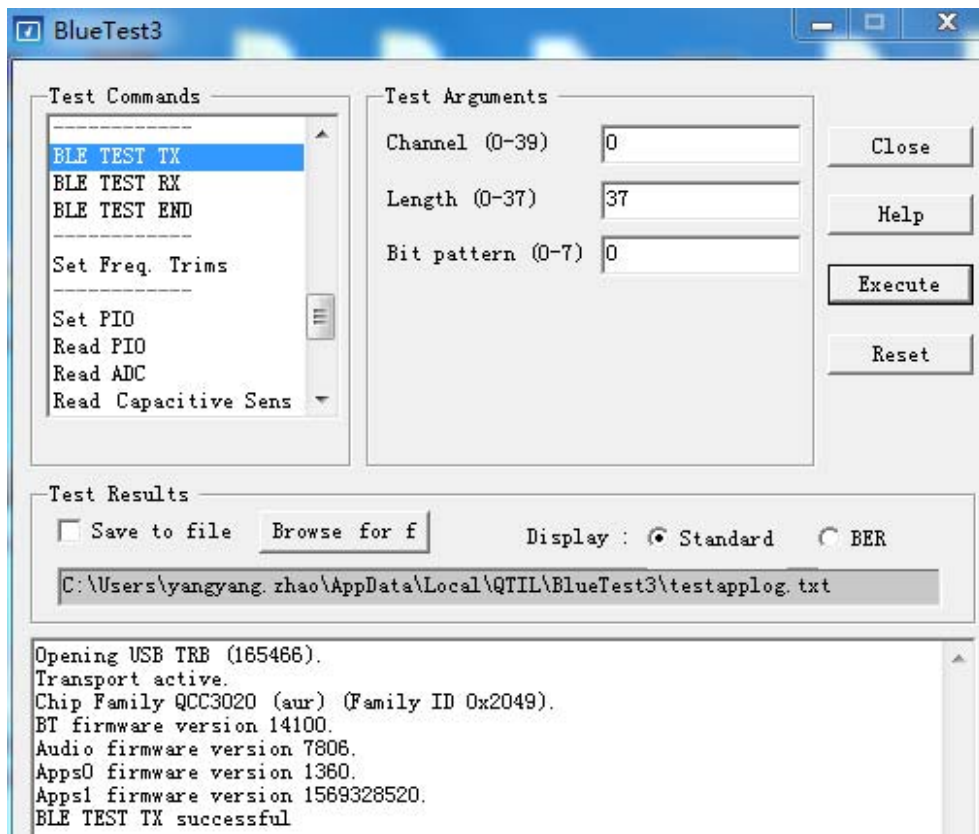 BlueTest3
Test Commands
------------
BLE TEST TX
BLE TEST RX
BLE TEST END
------------
Set Freq. Trims
------------
Set PIO
Read PIO
Read ADC
Read Capacitive Sens
Test Arguments
Channel (0-39)
0
Length (0-37)
37
Bit pattern (0-7)
0
Close
Help
Execute
Reset
Test Results
Save to file
Browse for f
Display :
Standard
BER
C:\Users\yangyang.zhao\AppData\Local\QTIL\BlueTest3\testapplog.txt
Opening USB TRB (165466).
Transport active.
Chip Family QCC3020 (aur) (Family ID 0x2049).
BT firmware version 14100.
Audio firmware version 7806.
Apps0 firmware version 1360.
Apps1 firmware version 1569328520.
BLE TEST TX successful